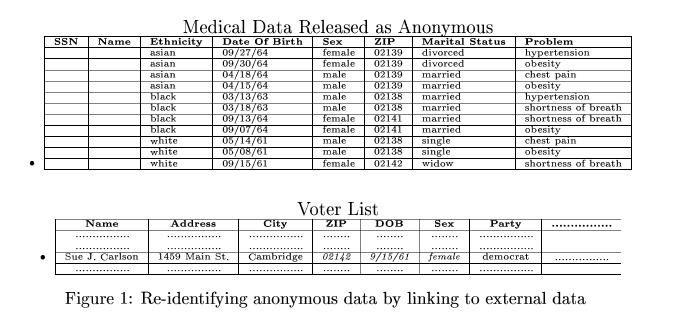 Medical Data Released as Anonymous
SSN Name Ethnicity Date Of Birth Sex ZIP Marital Status Problem
asian 09/27/64 female 02139 divorced hypertension
asian 09/30/64 female 02139 divorced obesity
asian 04/18/64 male 02139 married chest pain
asian 04/15/64 male 02139 married obesity
black 03/13/63 male 02138 married hypertension
black 03/18/63 male 02138 married shortness of breath
black 09/13/64 female 02141 married shortness of breath
black 09/07/64 female 02141 married obesity
white 05/14/61 male 02138 single chest pain
white 05/08/61 male 02138 single obesity
• white 09/15/61 female 02142 widow shortness of breath
Voter List
Name Address City ZIP DOB Sex Party ................
............... ............... ............... ........ ........ ........ ........
............... ............... ............... ........ ........ ........ ........
• Sue J. Carlson 1459 Main St. Cambridge 02142 9/15/61 female democrat ...............
............... ............... ............... ........ ........ ........ ........
Figure 1: Re-identifying anonymous data by linking to external data